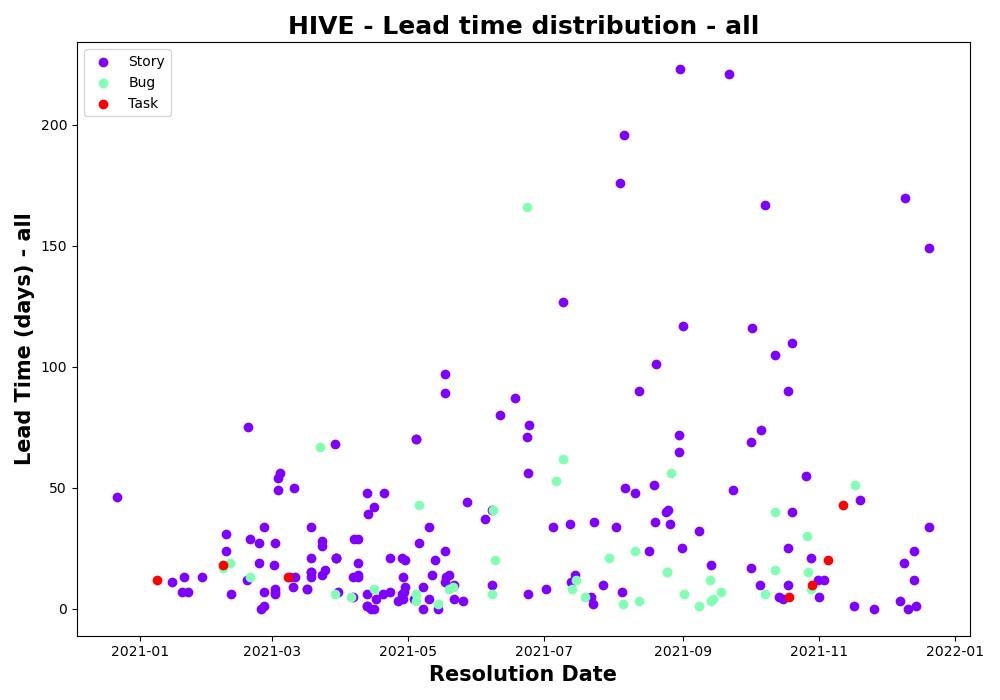 HIVE - Lead time distribution - all
Story
Bug
Task
Lead Time (days) - all
200
150
100
50
0
2021-01
2021-03
2021-05
2021-07
2021-09
2021-11
2022-01
Resolution Date